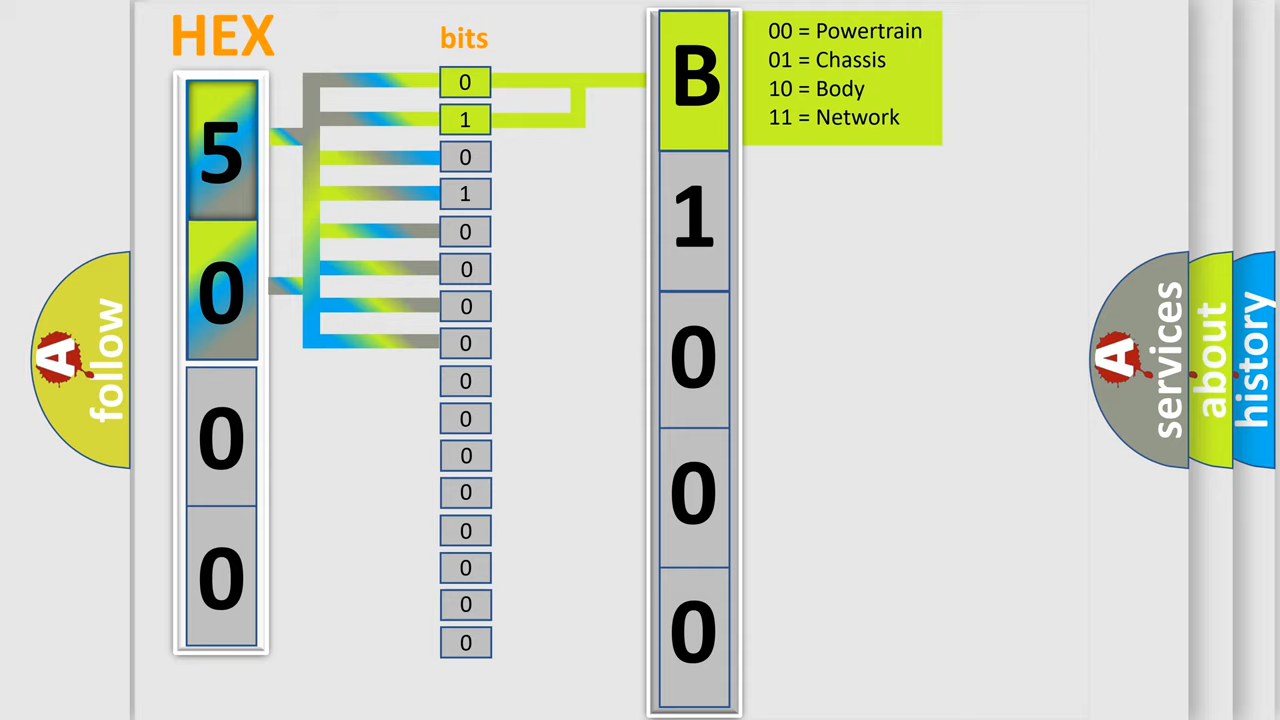 HEX
bits
5
0
0
0
0
1
0
1
0
0
0
0
0
0
0
0
0
0
0
0
B
1
0
0
0
00 = Powertrain
01 = Chassis
10 = Body
11 = Network
A
follow
A
services
about
history